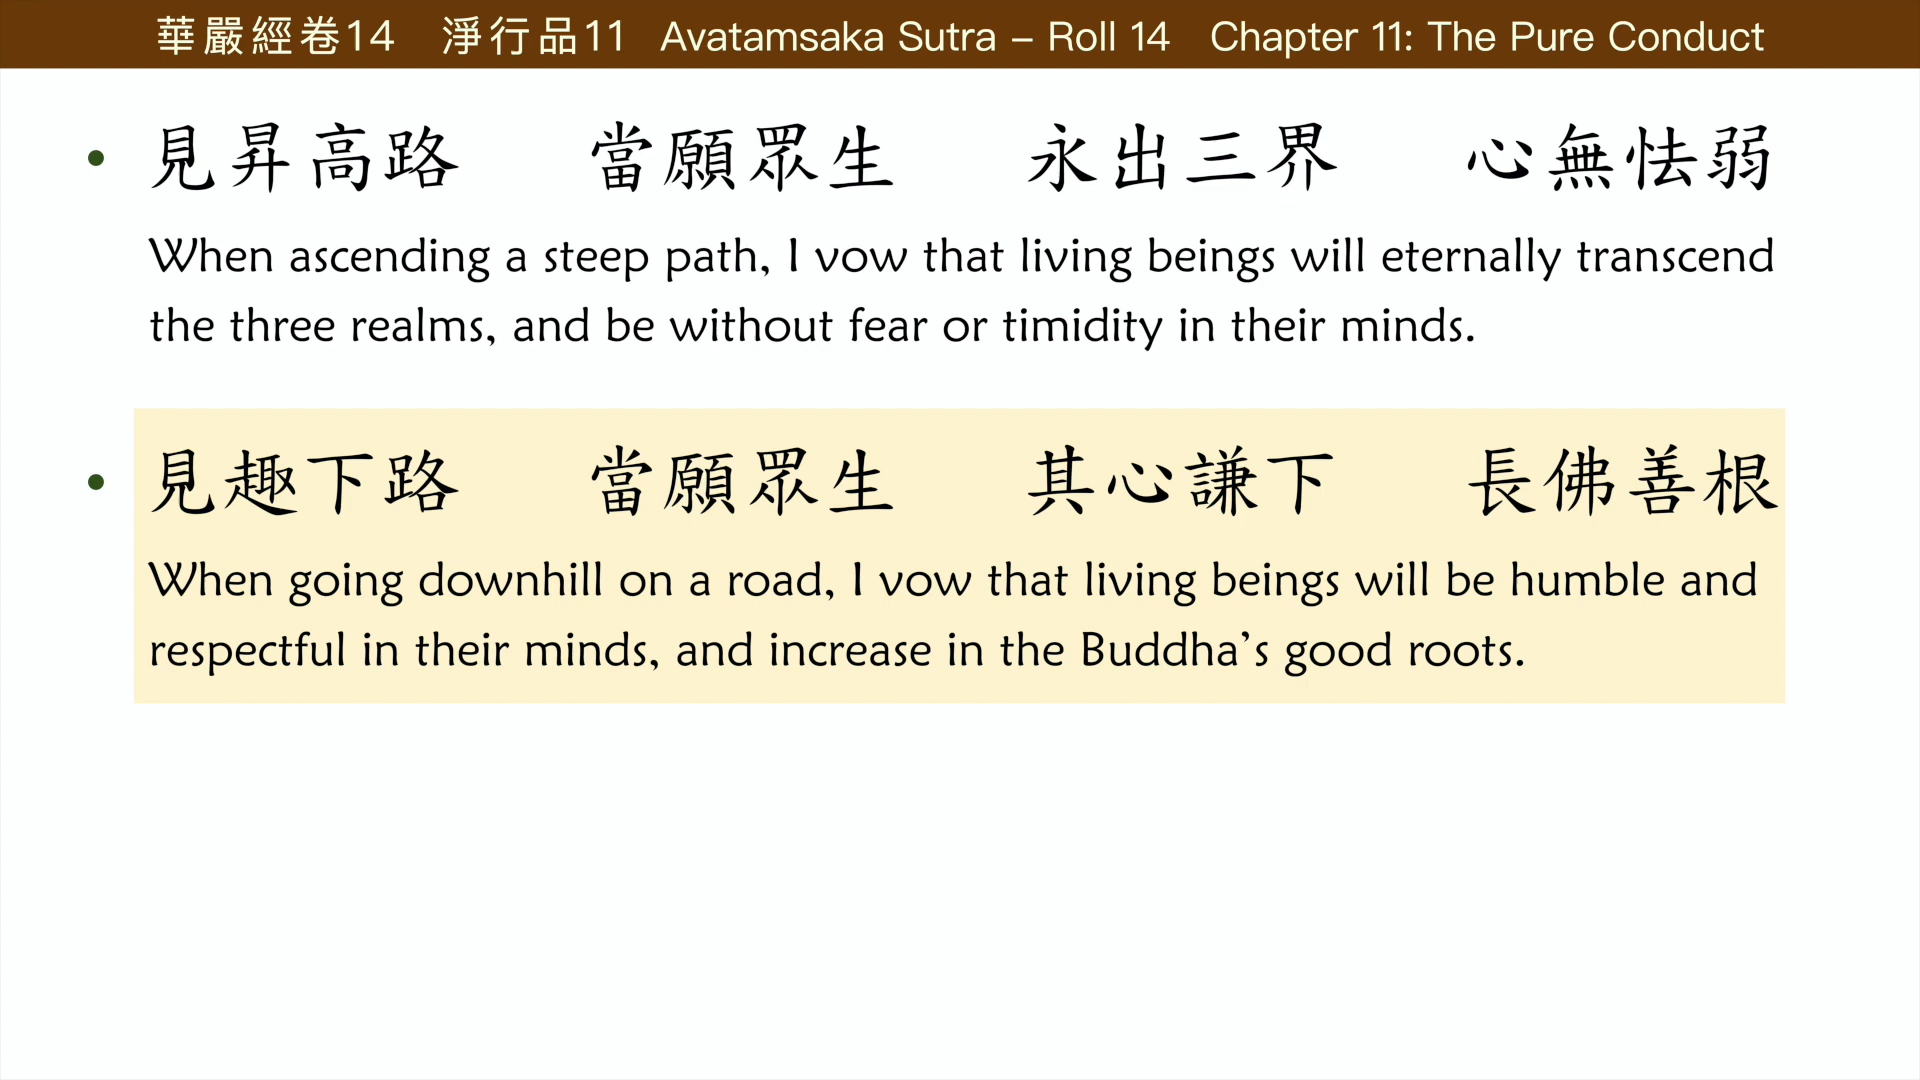 華嚴經卷14 淨行品11 Avatamsaka Sutra – Roll 14 Chapter 11: The Pure Conduct
• 見昇高路 當願眾生 永出三界 心無怯弱
When ascending a steep path, I vow that living beings will eternally transcend
the three realms, and be without fear or timidity in their minds.
• 見趣下路 當願眾生 其心謙下 長佛善根
When going downhill on a road, I vow that living beings will be humble and
respectful in their minds, and increase in the Buddha’s good roots.